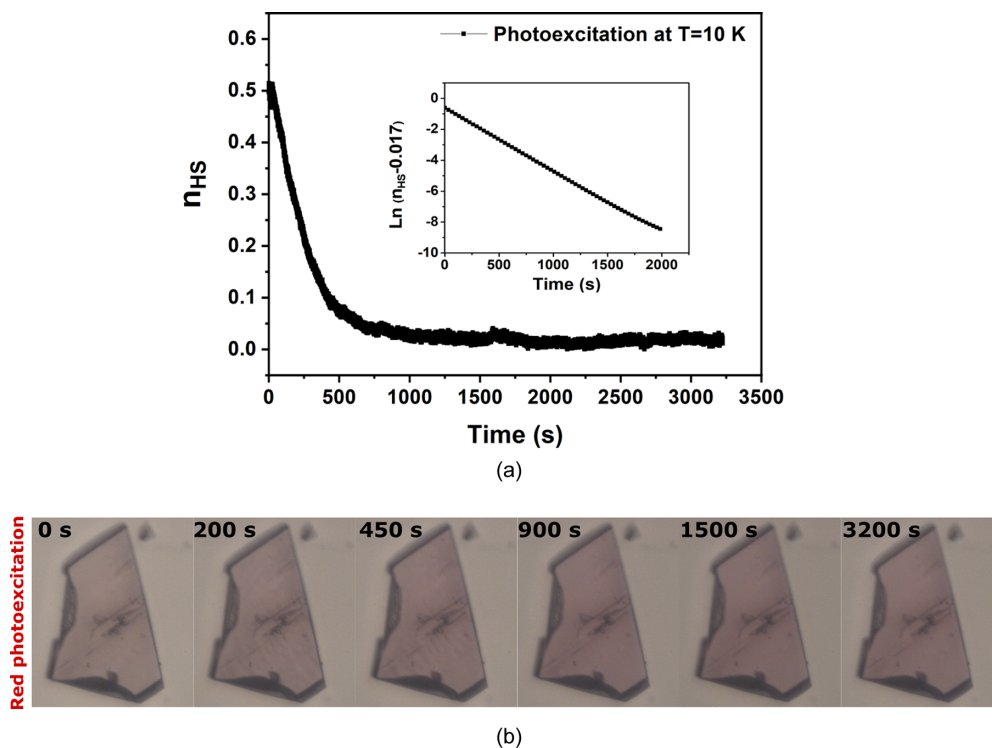 Photoexcitation at T=10 K
0.6
0.5
0.4
0.3
0.2
0.1
0.0
nHS
0
-2
-4
-6
-8
-10
Ln (nHS-0.017)
0 500 1000 1500 2000
Time (s)
0 500 1000 1500 2000 2500 3000 3500
Time (s)
(a)
Red photoexcitation
0 s 200 s 450 s 900 s 1500 s 3200 s
(b)